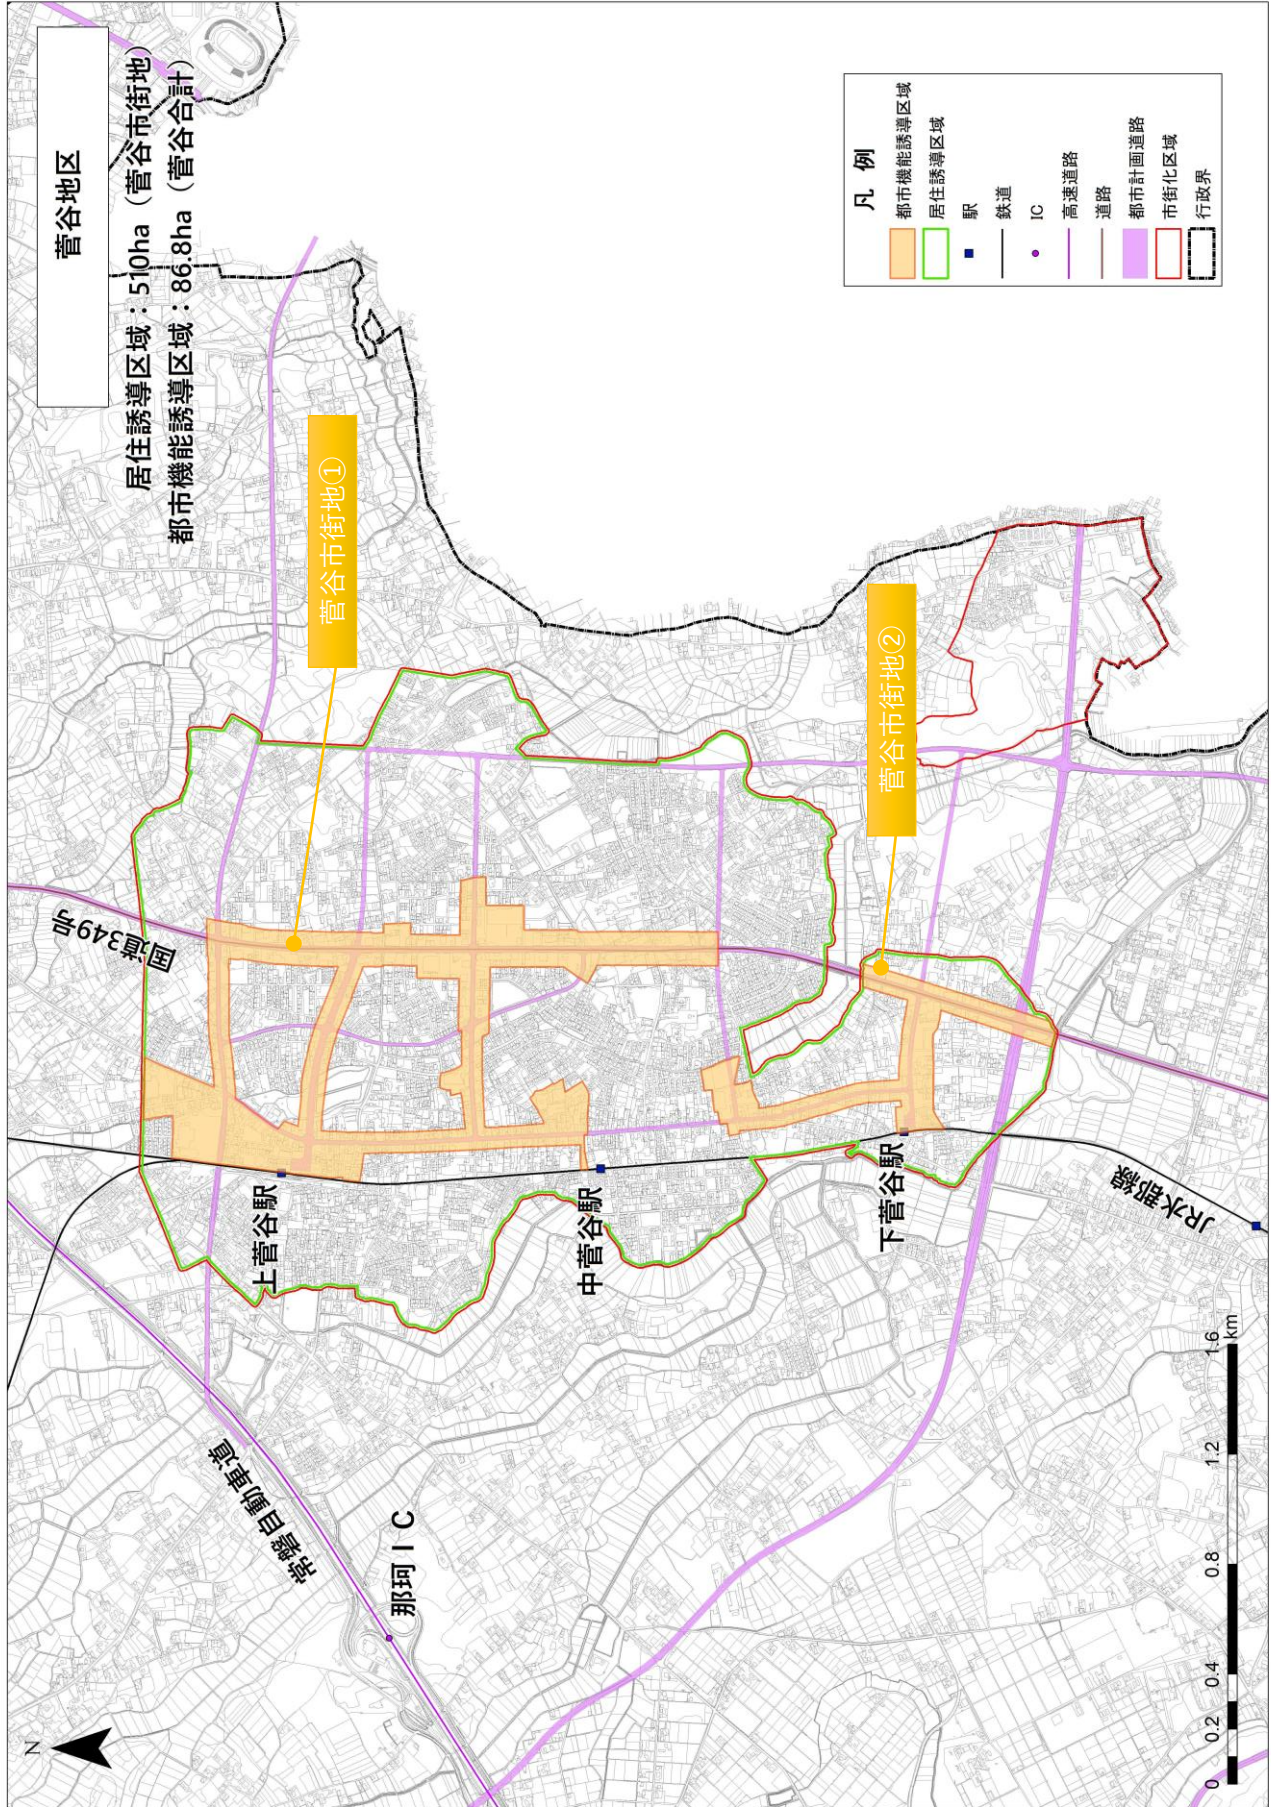 菅谷地区
居住誘導区域：510ha（菅谷市街地）
都市機能誘導区域：86.8ha（菅谷合計）
菅谷市街地①
菅谷市街地②
国道349号
上菅谷駅
中菅谷駅
下菅谷駅
JR水郡線
常磐自動車道
那珂ＩＣ
凡 例
都市機能誘導区域
居住誘導区域
駅
鉄道
IC
高速道路
道路
都市計画道路
市街化区域
行政界
N
0 0.2 0.4 0.8 1.2 1.6
km